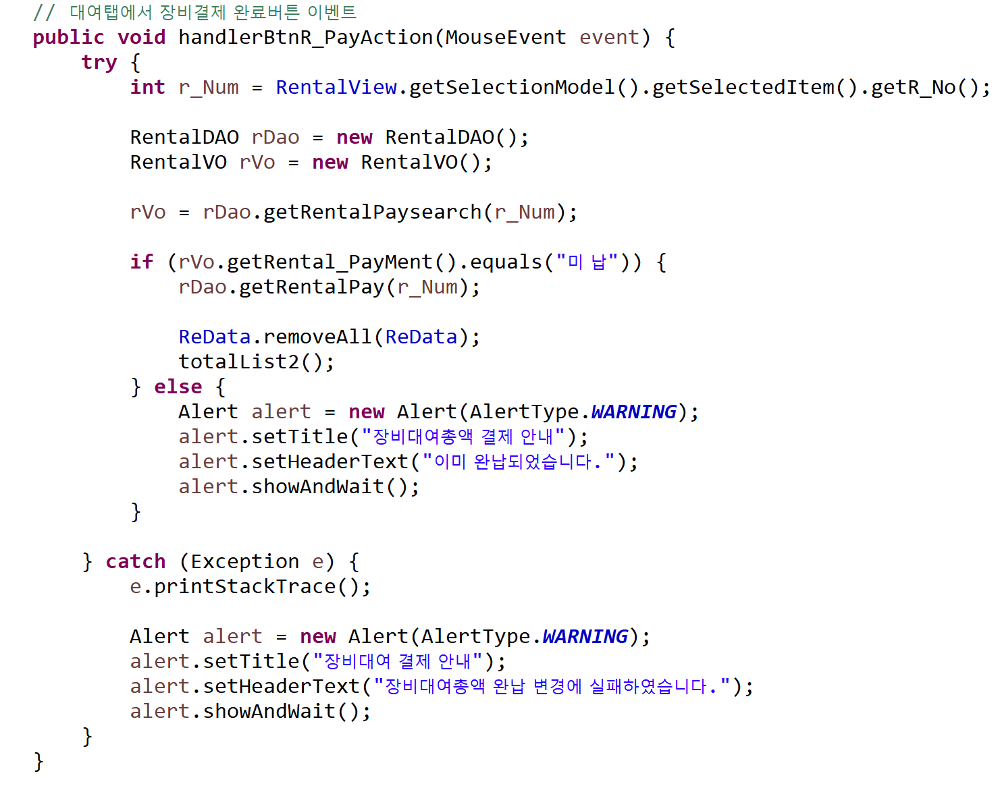 // 대여탭에서 장비결제 완료버튼 이벤트
public void handlerBtnR_PayAction(MouseEvent event) {
try {
int r_Num = RentalView.getSelectionModel().getSelectedItem().getR_No();
RentalDAO rDao = new RentalDAO();
RentalVO rVo = new RentalVO();
rVo = rDao.getRentalPaysearch(r_Num);
if (rVo.getRental_PayMent().equals("미 납")) {
rDao.getRentalPay(r_Num);
ReData.removeAll(ReData);
totalList2();
} else {
Alert alert = new Alert(AlertType.WARNING);
alert.setTitle("장비대여총액 결제 안내");
alert.setHeaderText("이미 완납되었습니다.");
alert.showAndWait();
}
} catch (Exception e) {
e.printStackTrace();
Alert alert = new Alert(AlertType.WARNING);
alert.setTitle("장비대여 결제 안내");
alert.setHeaderText("장비대여총액 완납 변경에 실패하였습니다.");
alert.showAndWait();
}
}